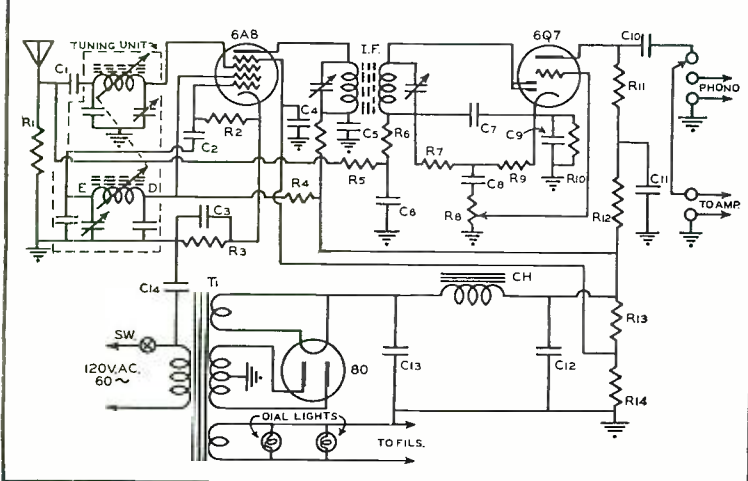 TUNING UNIT
6A8
I.F.
6Q7
C10
C1
R11
PHONO
R1
C4
R2
C5
R6
C7
C9
C2
R5
R7
R10
C8
R9
C11
E
D
R4
C6
R8
R12
TO AMP.
C3
R3
C14
T1
CH
R13
SW.
120V.AC.
60~
80
C13
C12
R14
DIAL LIGHTS
TO FILS.